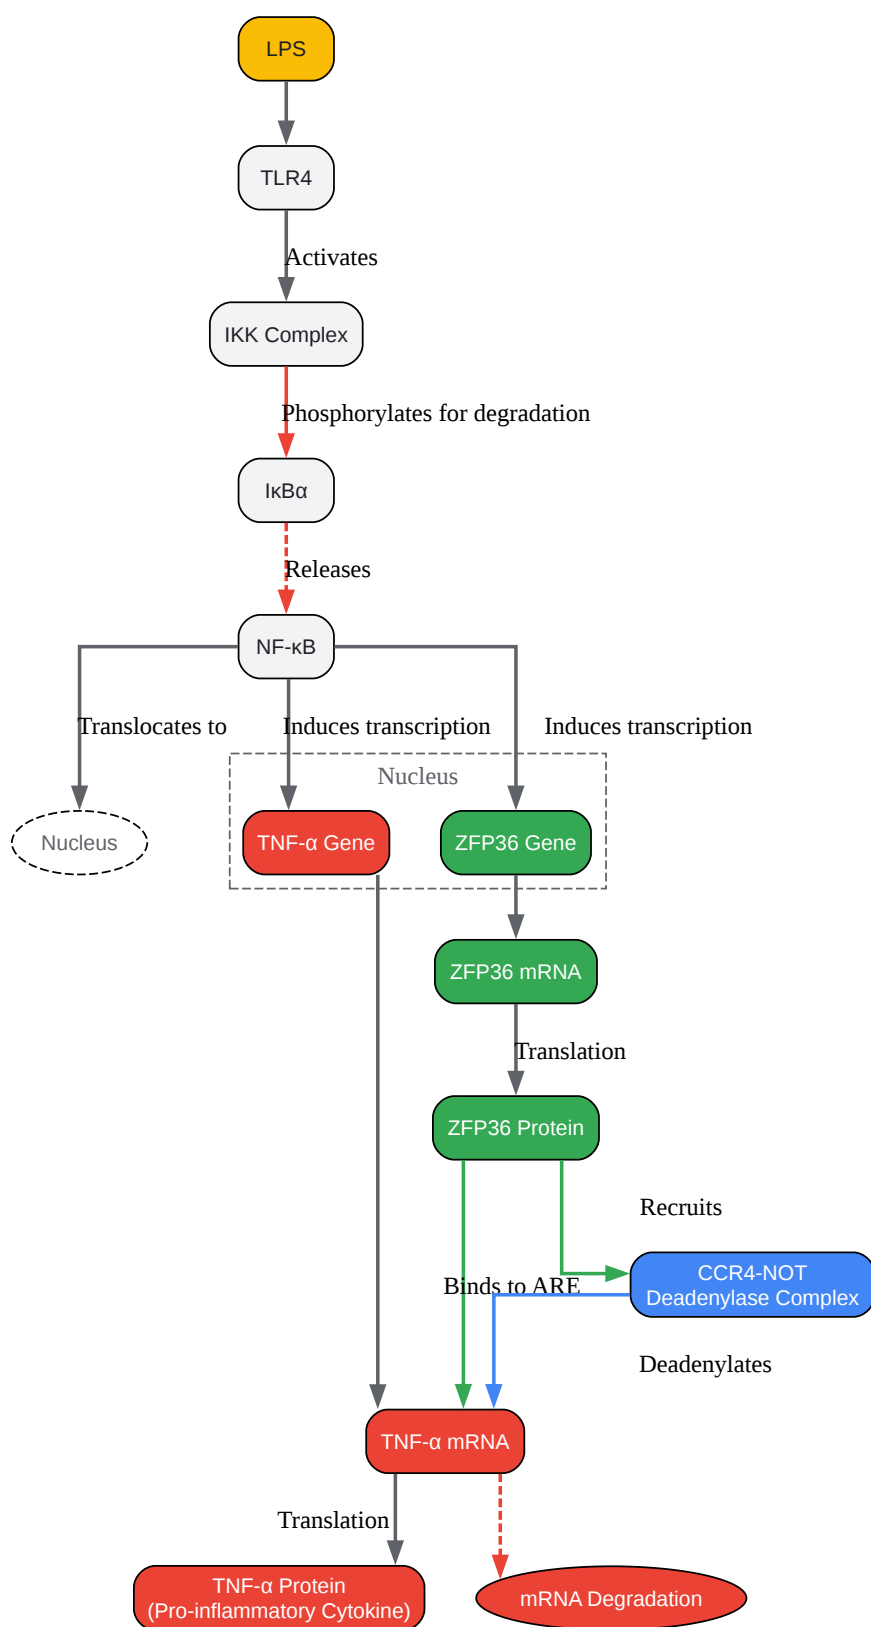 LPS
TLR4
Activates
IKK Complex
Phosphorylates for degradation
IκBα
Releases
NF-κB
Translocates to
Induces transcription
Induces transcription
Nucleus
Nucleus
TNF-α Gene
ZFP36 Gene
ZFP36 mRNA
Translation
ZFP36 Protein
Recruits
CCR4-NOT
Deadenylase Complex
Binds to ARE
Deadenylates
TNF-α mRNA
Translation
TNF-α Protein
(Pro-inflammatory Cytokine)
mRNA Degradation